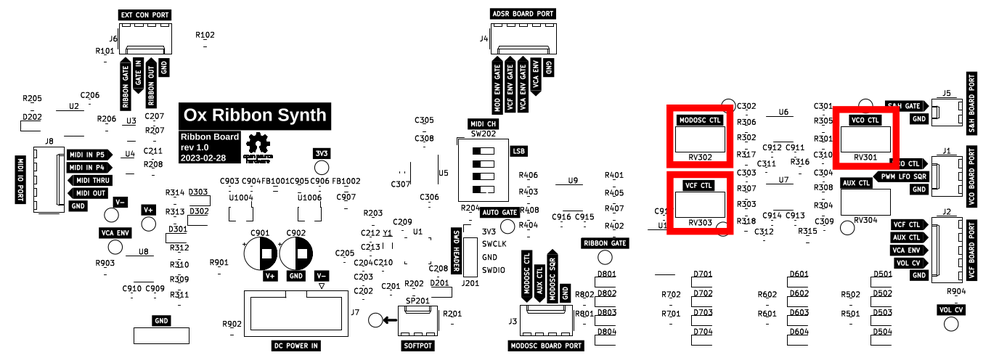 EXT CON PORT
ADSR BOARD PORT
J6
R102
R101
J4
RIBBON GATE
GATE IN
RIBBON OUT
GND
MOD ENV GATE
VCF ENV GATE
VCA ENV GATE
VCA ENV
GND
R205
C206
U2
D202
R206
U3
C207
R207
Ox Ribbon Synth
Ribbon Board
rev 1.0
2023-02-28
open source
hardware
C305
C308
MIDI CH
SW202
LSB
C302
R306
R302
R317
MODOSC CTL
RV302
U6
C912
C911
C311
R316
C301
R305
R301
C310
VCO CTL
RV301
J5
S&H GATE
GND
S&H BOARD PORT
J8
MIDI IO PORT
MIDI IN P5
MIDI IN P4
MIDI THRU
MIDI OUT
GND
U4
C211
R208
3V3
C307
U5
C306
R204
C903
C904
FB1001
C905
C906
FB1002
C907
U1004
U1006
R314
D303
R313
D302
D301
R312
V-
V+
VCA ENV
R406
R403
R408
R404
U9
C916
C915
R401
R405
R407
R402
VCF CTL
RV303
U7
C914
C913
C312
R315
R303
R318
R304
C309
AUX CTL
RV304
J1
PWM LFO SQR
GND
VCO BOARD PORT
AUTO GATE
3V3
SWCLK
GND
SWDIO
SWD HEADER
J201
RIBBON GATE
J2
VCF CTL
AUX CTL
VCA ENV
VOL CV
GND
VCF BOARD PORT
R203
C212
C213
C204
C203
C202
C205
Y1
C209
U1
C208
R202
D201
C201
SP201
R201
C901
C902
V+
GND
V-
R903
U8
C910
C909
R310
R309
R311
R901
R902
GND
J7
DC POWER IN
SOFTPOT
MODOSC CTL
AUX CTL
MODOSC SQR
GND
J3
MODOSC BOARD PORT
R802
R801
D801
D802
D803
D804
R702
R701
D701
D702
D703
D704
R602
R601
D601
D602
D603
D604
R502
R501
D501
D502
D503
D504
R904
VOL CV